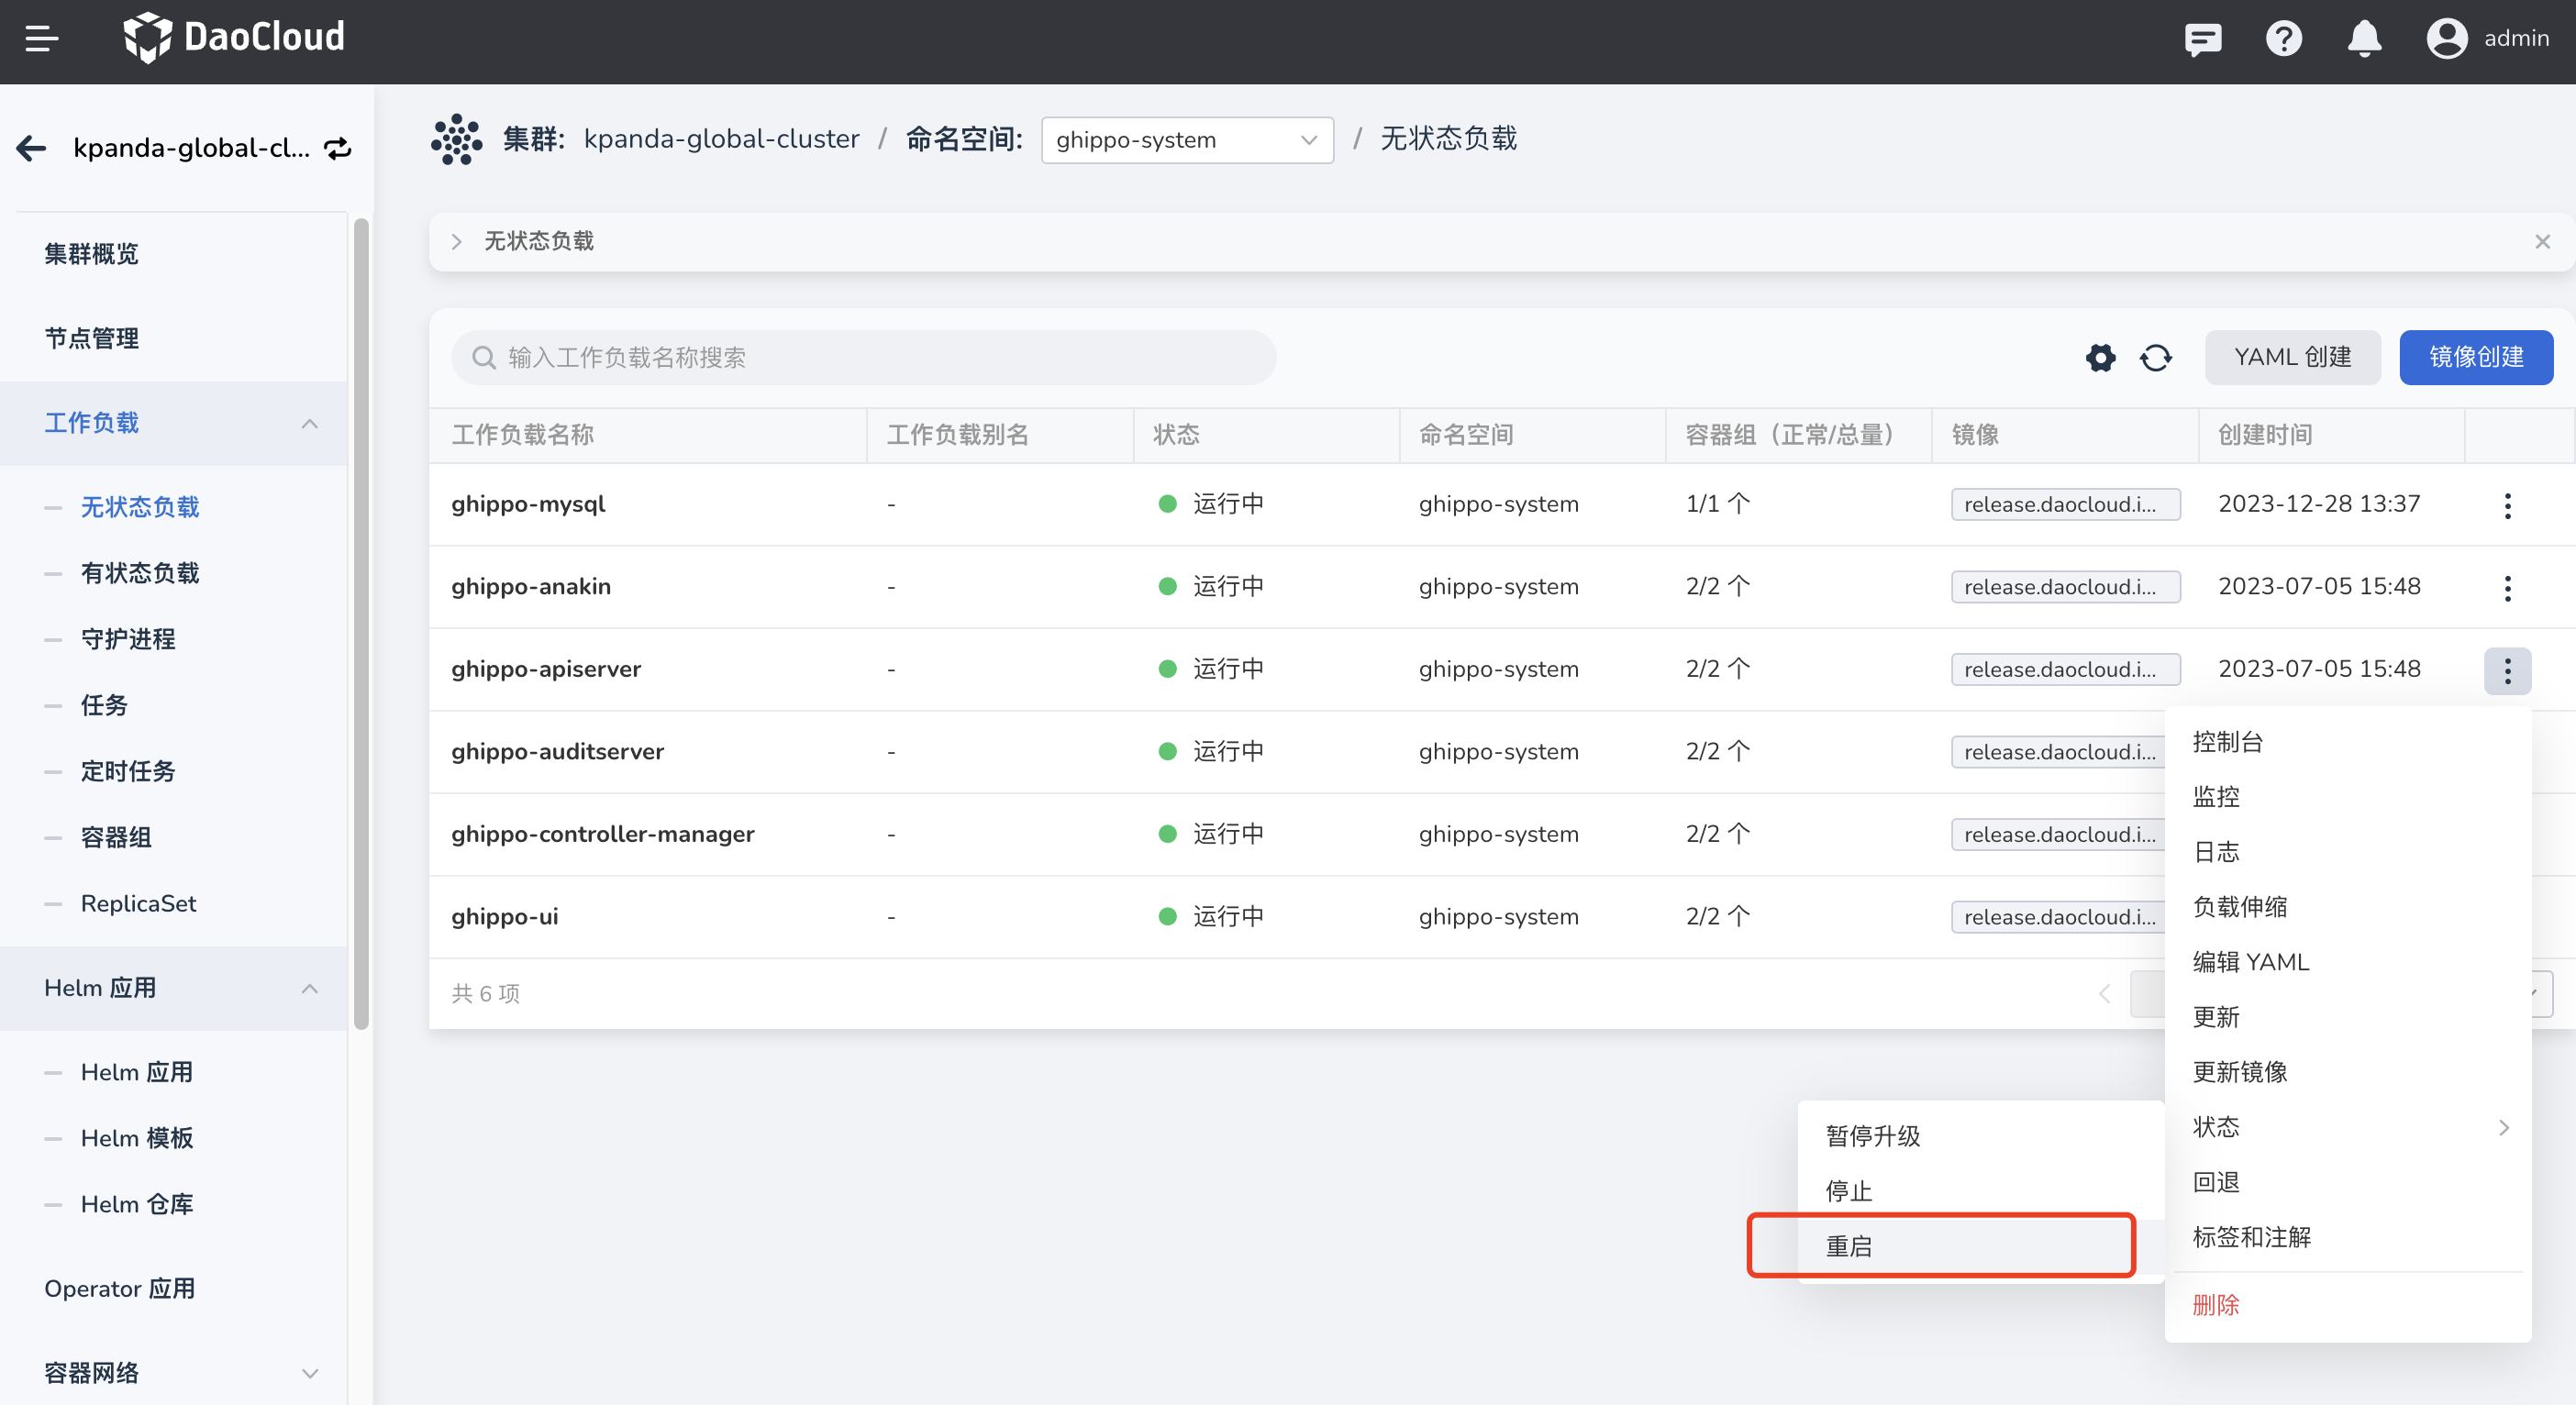 DaoCloud
admin
kpanda-global-cl...
集群: kpanda-global-cluster / 命名空间: ghippo-system / 无状态负载
集群概览
节点管理
工作负载
无状态负载
有状态负载
守护进程
任务
定时任务
容器组
ReplicaSet
Helm 应用
Helm 应用
Helm 模板
Helm 仓库
Operator 应用
容器网络
无状态负载
输入工作负载名称搜索
YAML 创建
镜像创建
工作负载名称 工作负载别名 状态 命名空间 容器组（正常/总量） 镜像 创建时间
ghippo-mysql - 运行中 ghippo-system 1/1 个 release.daocloud.i... 2023-12-28 13:37
ghippo-anakin - 运行中 ghippo-system 2/2 个 release.daocloud.i... 2023-07-05 15:48
ghippo-apiserver - 运行中 ghippo-system 2/2 个 release.daocloud.i... 2023-07-05 15:48
ghippo-auditserver - 运行中 ghippo-system 2/2 个 release.daocloud.i...
ghippo-controller-manager - 运行中 ghippo-system 2/2 个 release.daocloud.i...
ghippo-ui - 运行中 ghippo-system 2/2 个 release.daocloud.i...
共 6 项
控制台
监控
日志
负载伸缩
编辑 YAML
更新
更新镜像
状态
回退
标签和注解
删除
暂停升级
停止
重启